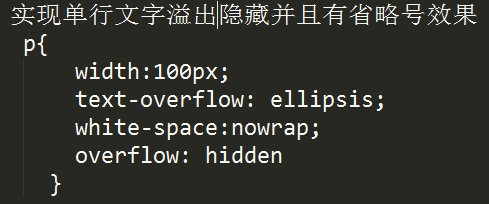 实现单行文字溢出隐藏并且有省略号效果
p{
width:100px;
text-overflow: ellipsis;
white-space:nowrap;
overflow: hidden
}